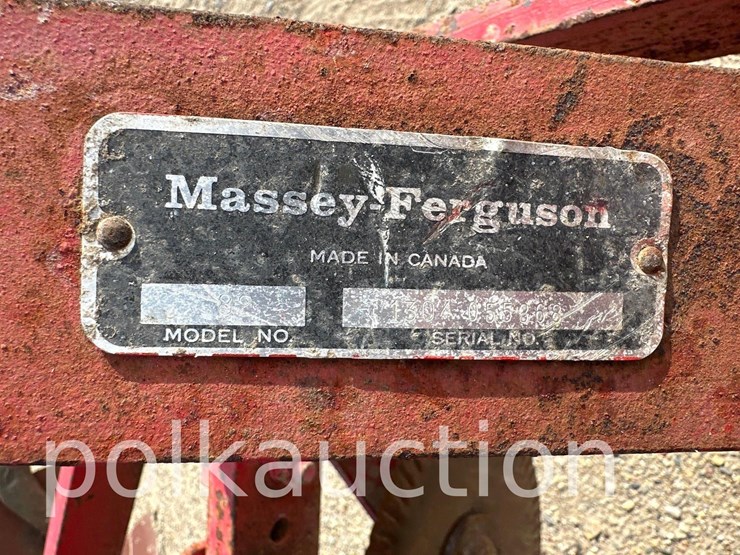 Massey-Ferguson
MADE IN CANADA
MODEL NO.
SERIAL NO.
polkauction